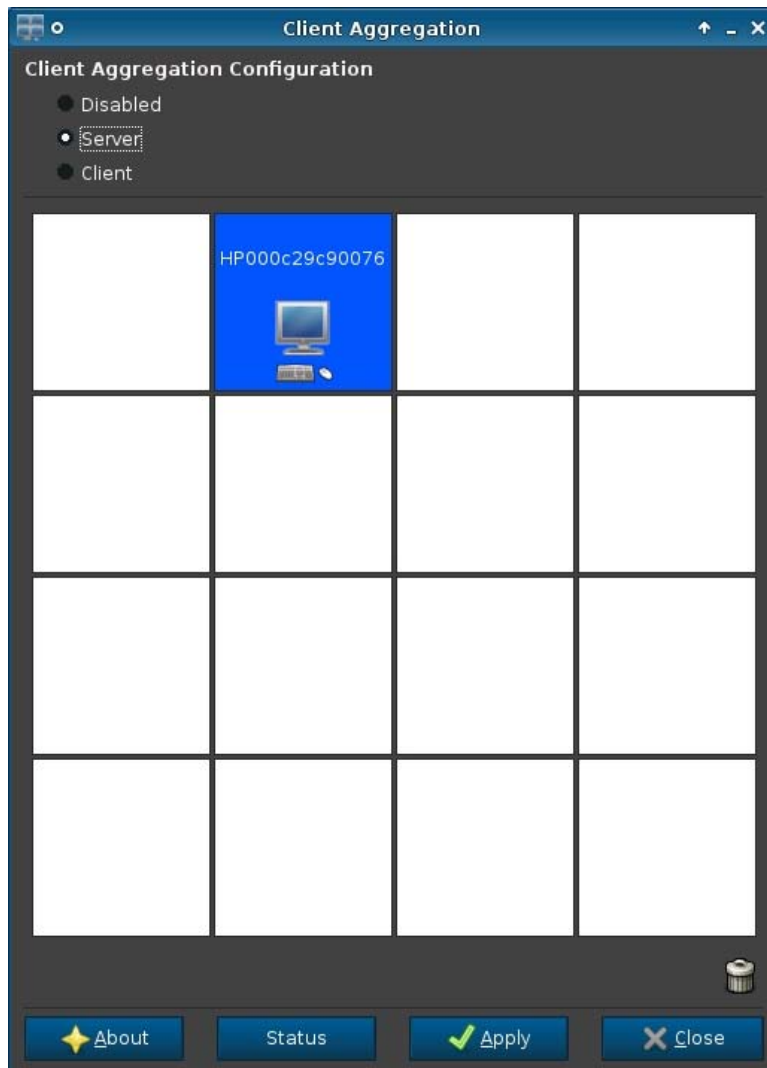 Client Aggregation
Client Aggregation Configuration
Disabled
Server
Client
HP000c29c90076
About
Status
Apply
Close